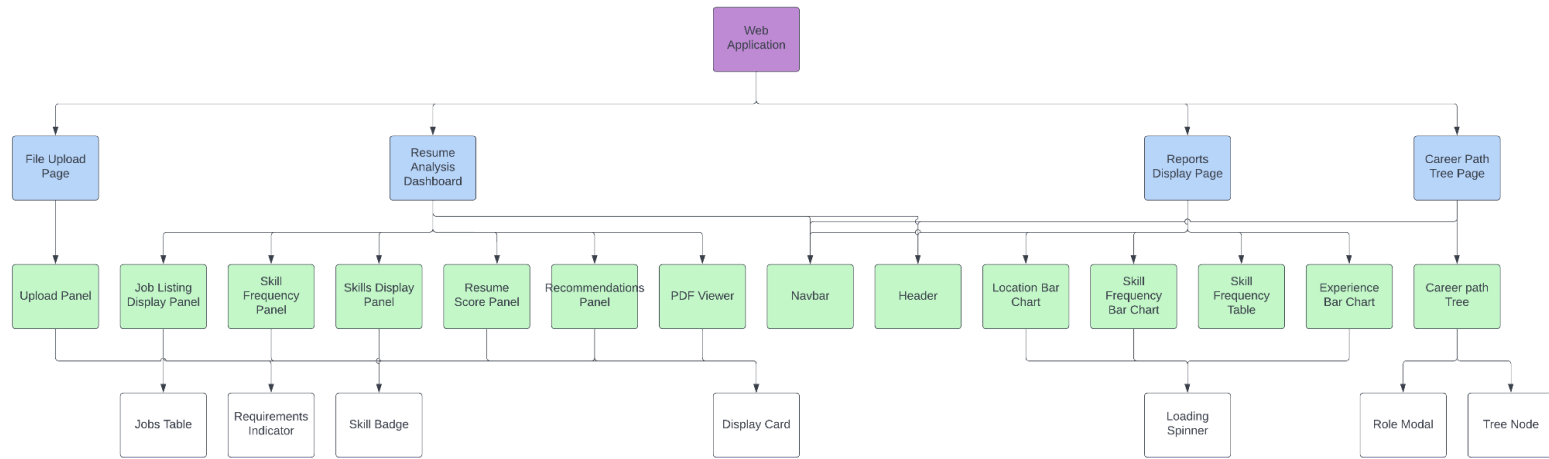 Web
Application
File Upload
Page
Resume
Analysis
Dashboard
Reports
Display Page
Career Path
Tree Page
Upload Panel
Job Listing
Display Panel
Skill
Frequency
Panel
Skills Display
Panel
Resume
Score Panel
Recommendations
Panel
PDF Viewer
Navbar
Header
Location Bar
Chart
Skill
Frequency
Bar Chart
Skill
Frequency
Table
Experience
Bar Chart
Career path
Tree
Jobs Table
Requirements
Indicator
Skill Badge
Display Card
Loading
Spinner
Role Modal
Tree Node